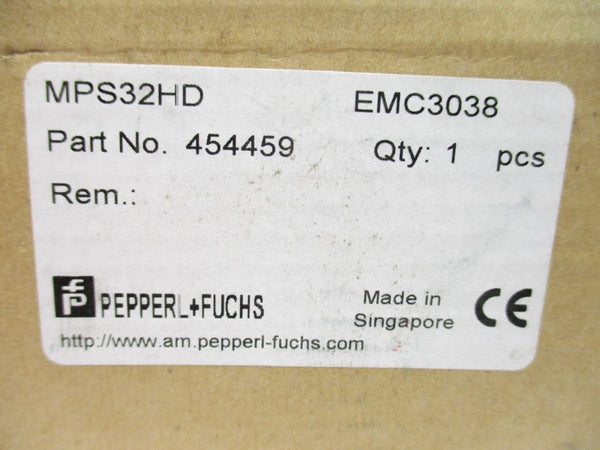 MPS32HD EMC3038
Part No. 454459 Qty: 1 pcs
Rem.:
PEPPERL+FUCHS
Made in
Singapore
CE
http://www.am.pepperl-fuchs.com